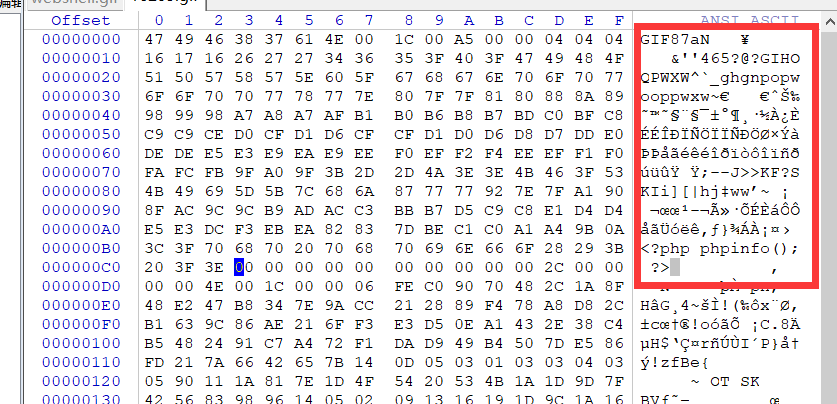 编辑
webshell.gif
Offset 0 1 2 3 4 5 6 7 8 9 A B C D E F ANSI ASCII
00000000 47 49 46 38 37 61 4E 00 1C 00 A5 00 00 04 04 04 GIF87aN ¥
00000010 16 17 16 26 27 27 34 36 35 3F 40 3F 47 49 48 4F &''465?@?GIHO
00000020 51 50 57 58 57 5E 60 5F 67 68 67 6E 70 6F 70 77 QPWXW^`_ghgnpopw
00000030 6F 6F 70 70 77 78 77 7E 80 7F 7F 81 80 88 8A 89 ooppwxw~€ €ˆŠ‰
00000040 98 99 98 A7 A8 A7 AF B1 B0 B6 B8 B7 BD C0 BF C8 ˜™˜§¨§¯±°¶¸·½À¿È
00000050 C9 C9 CE D0 CF D1 D6 CF CF D1 D0 D6 D8 D7 DD E0 ÉÉÎÐÏÑÖÏÏÑÐÖØ×Ýà
00000060 DE DE E5 E3 E9 EA E9 EE F0 EF F2 F4 EE EF F1 F0 ÞÞåãéêéîðïòôîïñð
00000070 FA FC FB 9F FA 09 3F 3B 2D 2D 4A 3E 3E 4B 46 3F 53
00000080 4B 49 69 5D 5B 7C 68 6A 87 77 77 92 7E 7F A1 90 KIi][|hj‡ww’~ ¡
00000090 8F AC 9C 9C B9 AD AC C3 BB B7 D5 C9 C8 E1 D4 D4 ¬œœ¹-¬Ã»·ÕÉÈáÔÔ
000000A0 E5 E3 DC F3 EB EA 82 83 7D BE C1 C0 A1 A4 9B 0A åãÜóëê‚ƒ}¾ÁÀ¡¤›
000000B0 3C 3F 70 68 70 20 70 68 70 69 6E 66 6F 28 29 3B <?php phpinfo();
000000C0 20 3F 3E 00 00 00 00 00 00 00 00 00 00 2C 00 00 ?> ,
000000D0 00 00 4E 00 1C 00 00 06 FE C0 90 70 48 2C 1A 8F
000000E0 48 E2 47 B8 34 7E 9A CC 21 28 89 F4 78 A8 D8 2C HâG¸4~šÌ!(‰ôx¨Ø,
000000F0 B1 63 9C 86 AE 21 6F F3 E3 D5 0E A1 43 2E 38 C4 ±cœ†®!oóãÕ ¡C.8Ä
00000100 B5 48 24 91 C7 A4 72 F1 DA D9 49 B4 50 7D E5 86 µH$‘Ç¤rñÚÙI´P}å†
00000110 FD 21 7A 66 42 65 7B 14 0D 05 03 01 03 03 04 03 ý!zfBe{
00000120 05 90 11 1A 81 7E 1D 4F 54 20 53 4B 1A 1D 9D 7F ~ OT SK
00000130 42 56 83 98 96 14 05 02 09 13 16 19 1D 9C 1A 16